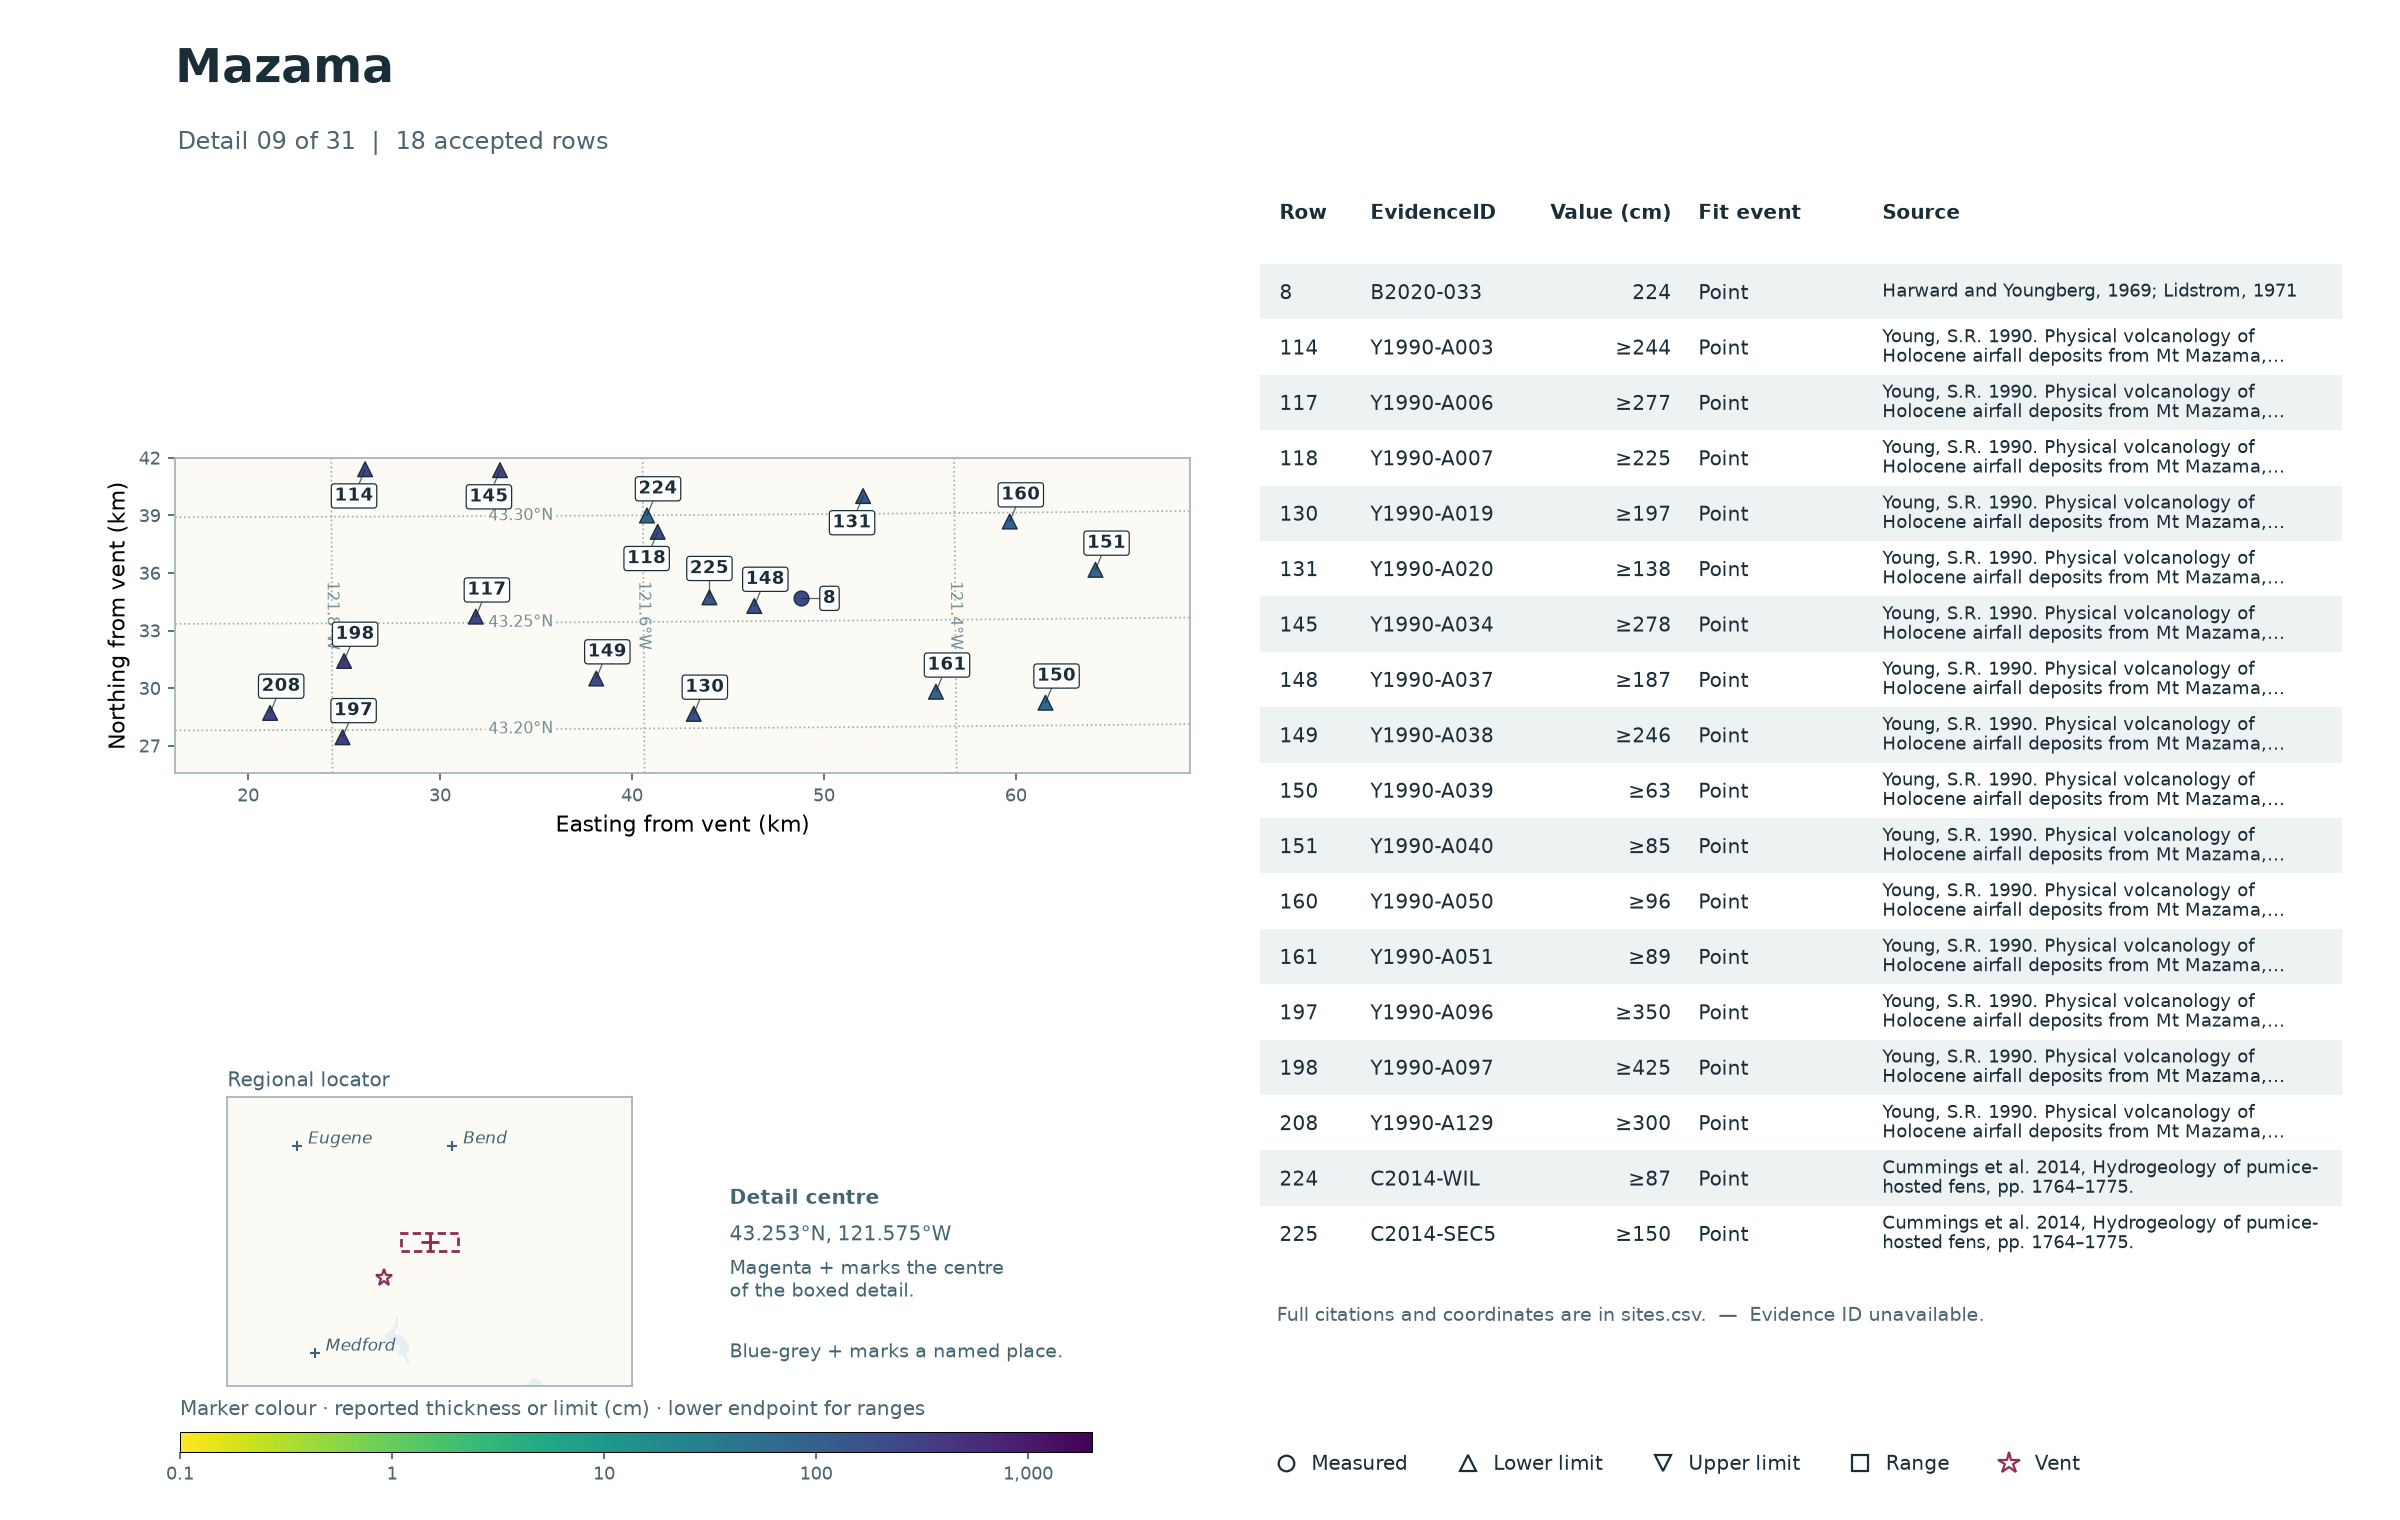 Mazama
Detail 09 of 31 | 18 accepted rows
42
39
36
33
30
27
20
30
40
50
60
Northing from vent (km)
Easting from vent (km)
43.30°N
43.25°N
43.20°N
121.8°W
121.6°W
121.4°W
114
145
224
118
131
160
151
225
148
8
117
198
149
208
197
130
161
150
Regional locator
Eugene
Bend
Medford
Detail centre
43.253°N, 121.575°W
Magenta + marks the centre
of the boxed detail.
Blue-grey + marks a named place.
Marker colour · reported thickness or limit (cm) · lower endpoint for ranges
0.1
1
10
100
1,000
Row EvidenceID Value (cm) Fit event Source
8 B2020-033 224 Point Harward and Youngberg, 1969; Lidstrom, 1971
114 Y1990-A003 ≥244 Point Young, S.R. 1990. Physical volcanology of
Holocene airfall deposits from Mt Mazama,…
117 Y1990-A006 ≥277 Point Young, S.R. 1990. Physical volcanology of
Holocene airfall deposits from Mt Mazama,…
118 Y1990-A007 ≥225 Point Young, S.R. 1990. Physical volcanology of
Holocene airfall deposits from Mt Mazama,…
130 Y1990-A019 ≥197 Point Young, S.R. 1990. Physical volcanology of
Holocene airfall deposits from Mt Mazama,…
131 Y1990-A020 ≥138 Point Young, S.R. 1990. Physical volcanology of
Holocene airfall deposits from Mt Mazama,…
145 Y1990-A034 ≥278 Point Young, S.R. 1990. Physical volcanology of
Holocene airfall deposits from Mt Mazama,…
148 Y1990-A037 ≥187 Point Young, S.R. 1990. Physical volcanology of
Holocene airfall deposits from Mt Mazama,…
149 Y1990-A038 ≥246 Point Young, S.R. 1990. Physical volcanology of
Holocene airfall deposits from Mt Mazama,…
150 Y1990-A039 ≥63 Point Young, S.R. 1990. Physical volcanology of
Holocene airfall deposits from Mt Mazama,…
151 Y1990-A040 ≥85 Point Young, S.R. 1990. Physical volcanology of
Holocene airfall deposits from Mt Mazama,…
160 Y1990-A050 ≥96 Point Young, S.R. 1990. Physical volcanology of
Holocene airfall deposits from Mt Mazama,…
161 Y1990-A051 ≥89 Point Young, S.R. 1990. Physical volcanology of
Holocene airfall deposits from Mt Mazama,…
197 Y1990-A096 ≥350 Point Young, S.R. 1990. Physical volcanology of
Holocene airfall deposits from Mt Mazama,…
198 Y1990-A097 ≥425 Point Young, S.R. 1990. Physical volcanology of
Holocene airfall deposits from Mt Mazama,…
208 Y1990-A129 ≥300 Point Young, S.R. 1990. Physical volcanology of
Holocene airfall deposits from Mt Mazama,…
224 C2014-WIL ≥87 Point Cummings et al. 2014, Hydrogeology of pumice-
hosted fens, pp. 1764–1775.
225 C2014-SEC5 ≥150 Point Cummings et al. 2014, Hydrogeology of pumice-
hosted fens, pp. 1764–1775.
Full citations and coordinates are in sites.csv. — Evidence ID unavailable.
Measured Lower limit Upper limit Range Vent